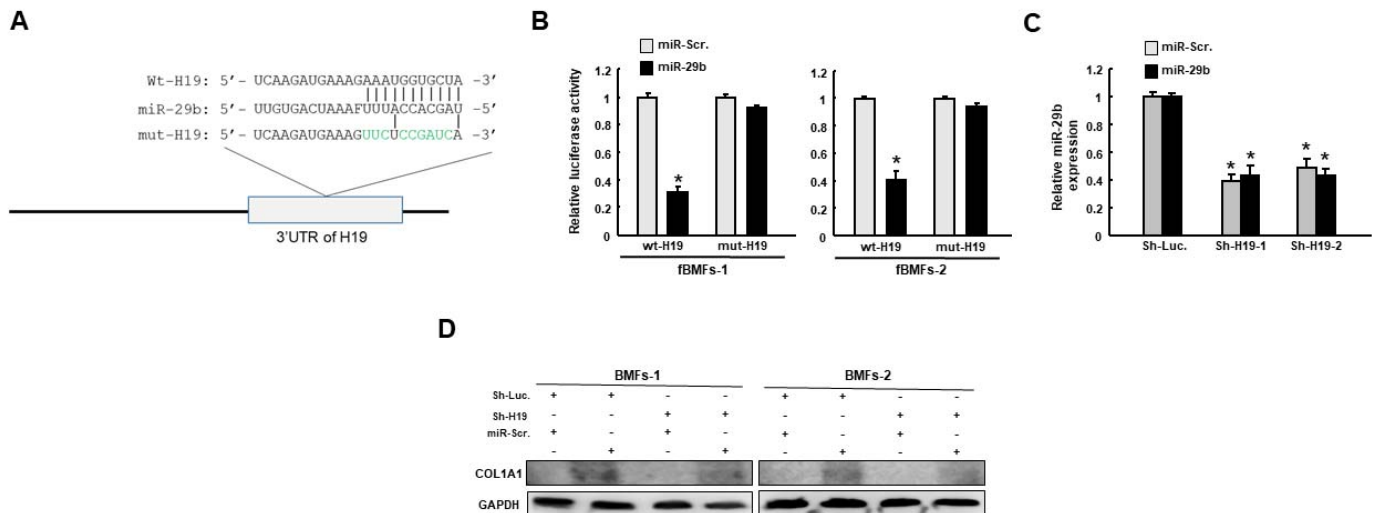 A
Wt-H19: 5’- UCAAGAUGAAAGAAAUGGUGCUA -3’
miR-29b: 5’- UUGUGACUAAAFUUUACCACGAU -5’
mut-H19: 5’- UCAAGAUGAAAGUUCUCCGAUCA -3’
3’UTR of H19
B
miR-Scr.
miR-29b
Relative luciferase activity
1.2
1
0.8
0.6
0.4
0.2
0
*
wt-H19 mut-H19
fBMFs-1
1.2
1
0.8
0.6
0.4
0.2
0
*
wt-H19 mut-H19
fBMFs-2
C
miR-Scr.
miR-29b
Relative miR-29b
expression
1.2
1
0.8
0.6
0.4
0.2
0
* * * *
Sh-Luc. Sh-H19-1 Sh-H19-2
D
BMFs-1 BMFs-2
Sh-Luc. + + - - + + - -
Sh-H19 - - + + - - + +
miR-Scr. + - + - + - + -
- + - + - + - +
COL1A1
GAPDH